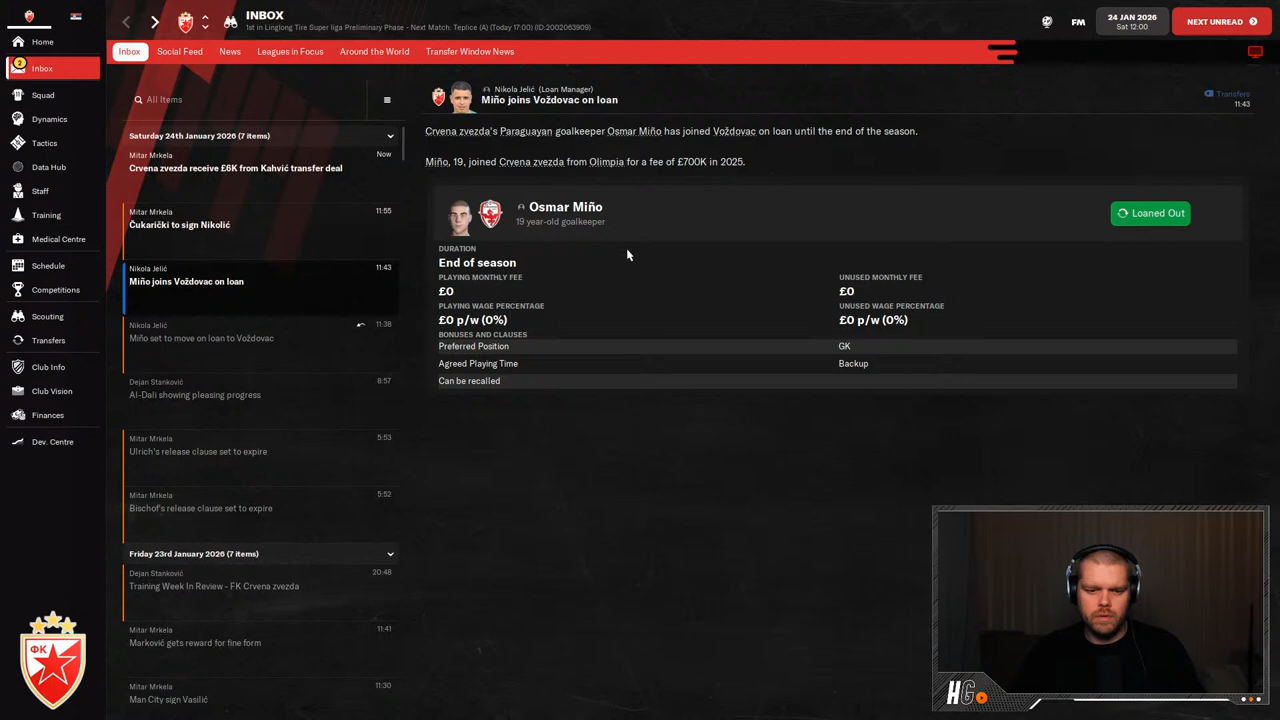 INBOX
1st in Linglong Tire Super liga Preliminary Phase - Next Match: Teplice (A) (Today 17:00) (ID:2002063909)
FM
24 JAN 2026
Sat 12:00
NEXT UNREAD
Home
2
Inbox
Squad
Dynamics
Tactics
Data Hub
Staff
Training
Medical Centre
Schedule
Competitions
Scouting
Transfers
Club Info
Club Vision
Finances
Dev. Centre
ФК
Inbox
Social Feed
News
Leagues in Focus
Around the World
Transfer Window News
All Items
Saturday 24th January 2026 (7 items)
Mitar Mrkela
Now
Crvena zvezda receive £6K from Kahvić transfer deal
Mitar Mrkela
11:55
Čukarički to sign Nikolić
Nikola Jelić
11:43
Miño joins Voždovac on loan
Nikola Jelić
11:38
Miño set to move on loan to Voždovac
Dejan Stanković
8:57
Al-Dali showing pleasing progress
Mitar Mrkela
5:53
Ulrich's release clause set to expire
Mitar Mrkela
5:52
Bischof's release clause set to expire
Friday 23rd January 2026 (7 items)
Dejan Stanković
20:48
Training Week In Review - FK Crvena zvezda
Mitar Mrkela
11:41
Marković gets reward for fine form
Mitar Mrkela
11:30
Man City sign Vasilić
Nikola Jelić (Loan Manager)
Miño joins Voždovac on loan
Transfers
11:43
Crvena zvezda's Paraguayan goalkeeper Osmar Miño has joined Voždovac on loan until the end of the season.
Miño, 19, joined Crvena zvezda from Olimpia for a fee of £700K in 2025.
Osmar Miño
19 year-old goalkeeper
Loaned Out
DURATION
End of season
PLAYING MONTHLY FEE
UNUSED MONTHLY FEE
£0
£0
PLAYING WAGE PERCENTAGE
UNUSED WAGE PERCENTAGE
£0 p/w (0%)
£0 p/w (0%)
BONUSES AND CLAUSES
Preferred Position
GK
Agreed Playing Time
Backup
Can be recalled
HG